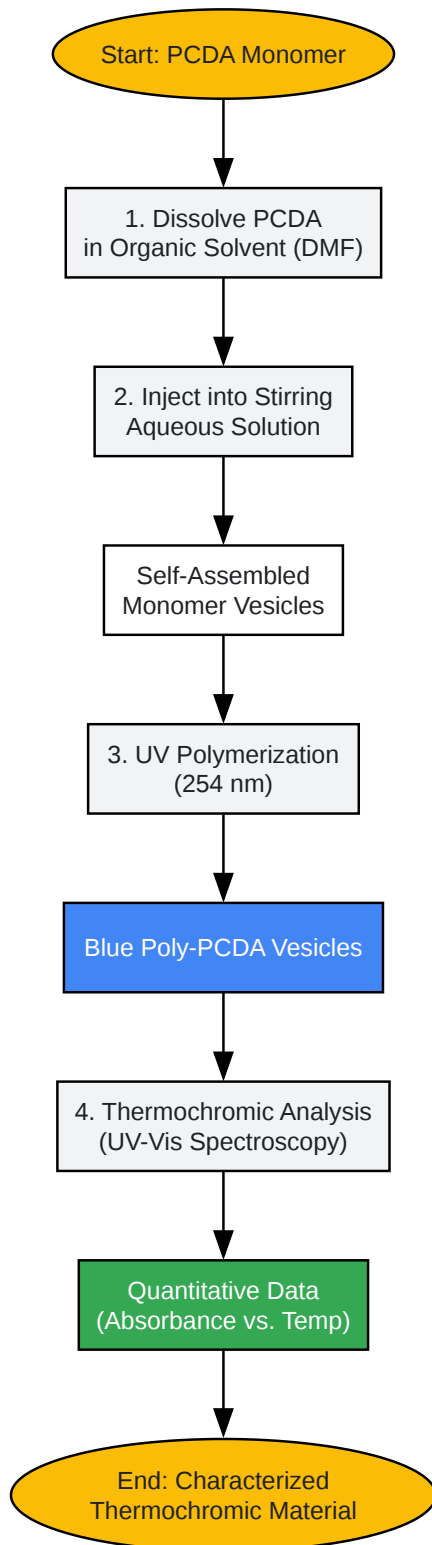 Start: PCDA Monomer
1. Dissolve PCDA
in Organic Solvent (DMF)
2. Inject into Stirring
Aqueous Solution
Self-Assembled
Monomer Vesicles
3. UV Polymerization
(254 nm)
Blue Poly-PCDA Vesicles
4. Thermochromic Analysis
(UV-Vis Spectroscopy)
Quantitative Data
(Absorbance vs. Temp)
End: Characterized
Thermochromic Material